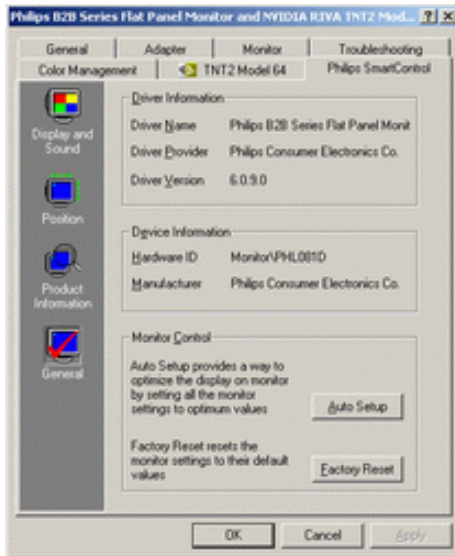 Philips B2B Series Flat Panel Monitor and NVIDIA RIVA TNT2 Mod...
General Adapter Monitor Troubleshooting
Color Management TNT2 Model 64 Philips SmartControl
Display and
Sound
Position
Product
Information
General
Driver Information
Driver Name Philips B2B Series Flat Panel Monit
Driver Provider Philips Consumer Electronics Co.
Driver Version 6.0.9.0
Device Information
Hardware ID Monitor\PHL081D
Manufacturer Philips Consumer Electronics Co.
Monitor Control
Auto Setup provides a way to
optimize the display on monitor
by setting all the monitor
settings to optimum values
Auto Setup
Factory Reset resets the
monitor settings to their default
values
Factory Reset
OK Cancel Apply